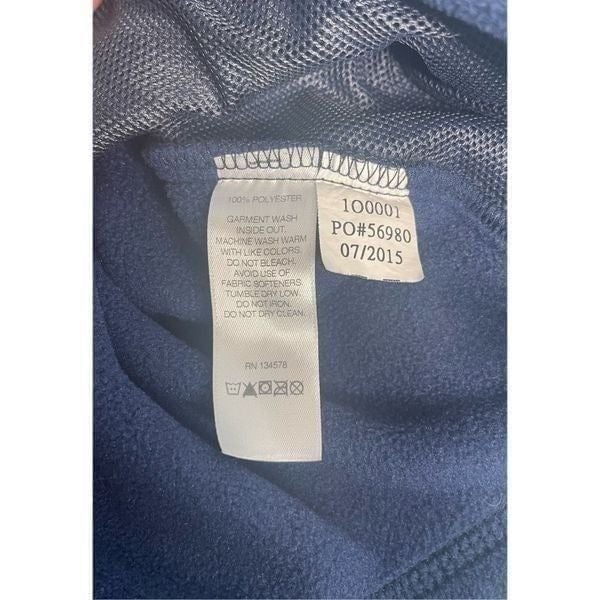 100% POLYESTER
GARMENT WASH
INSIDE OUT.
MACHINE WASH WARM
WITH LIKE COLORS.
DO NOT BLEACH.
AVOID USE OF
FABRIC SOFTENERS.
TUMBLE DRY LOW.
DO NOT IRON.
DO NOT DRY CLEAN.
RN 134578
1O0001
PO#56980
07/2015